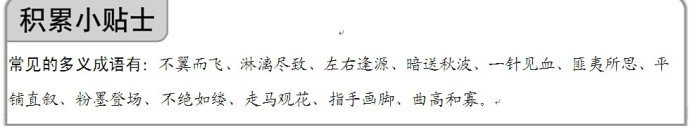 积累小贴士
常见的多义成语有：不翼而飞、淋漓尽致、左右逢源、暗送秋波、一针见血、匪夷所思、平
铺直叙、粉墨登场、不绝如缕、走马观花、指手画脚、曲高和寡。